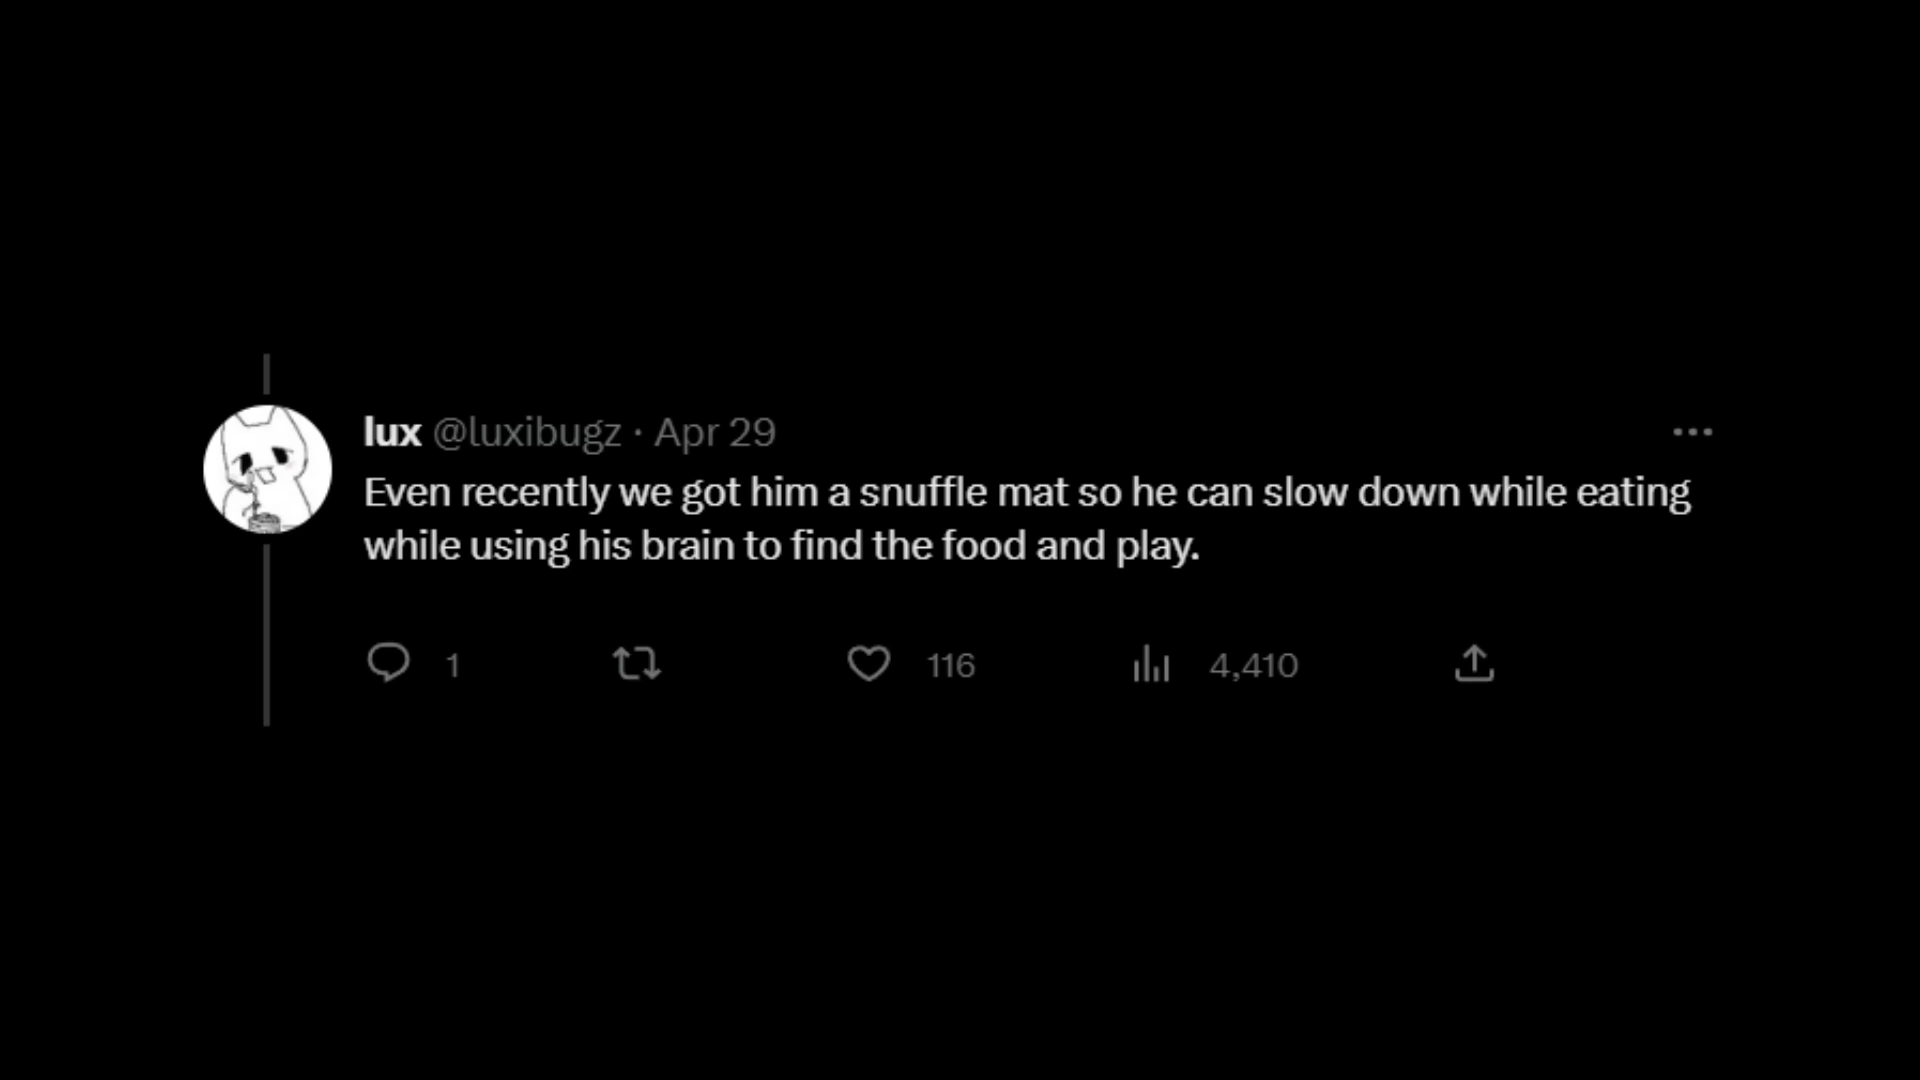 lux @luxibugz · Apr 29
Even recently we got him a snuffle mat so he can slow down while eating
while using his brain to find the food and play.
1 116 4,410